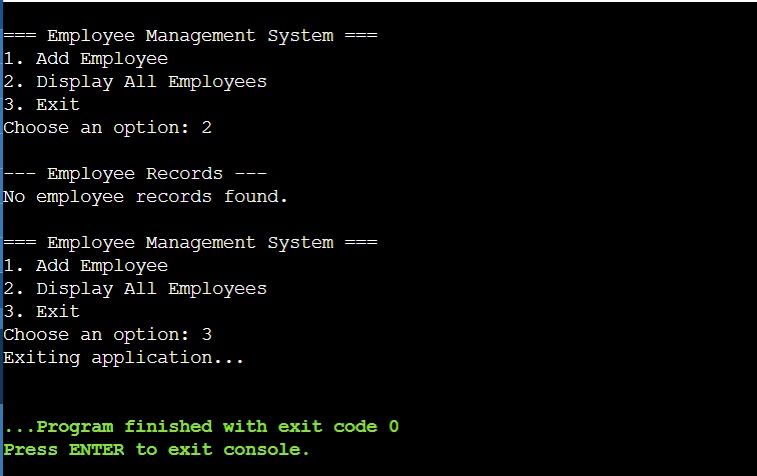 === Employee Management System ===
1. Add Employee
2. Display All Employees
3. Exit
Choose an option: 2
--- Employee Records ---
No employee records found.
=== Employee Management System ===
1. Add Employee
2. Display All Employees
3. Exit
Choose an option: 3
Exiting application...
...Program finished with exit code 0
Press ENTER to exit console.